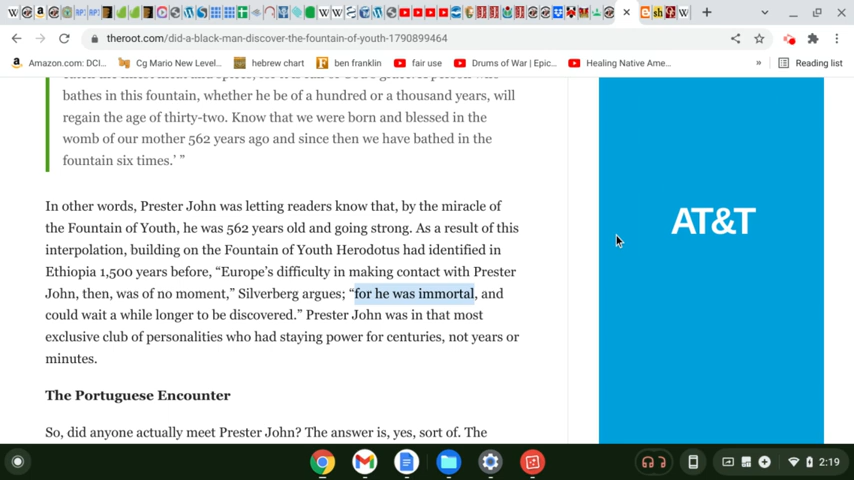 theroot.com/did-a-black-man-discover-the-fountain-of-youth-1790899464
Amazon.com: DCI...
Cg Mario New Level...
hebrew chart
ben franklin
fair use
Drums of War | Epic...
Healing Native Ame...
»
Reading list
bathes in this fountain, whether he be of a hundred or a thousand years, will
regain the age of thirty-two. Know that we were born and blessed in the
womb of our mother 562 years ago and since then we have bathed in the
fountain six times.’ ”
In other words, Prester John was letting readers know that, by the miracle of
the Fountain of Youth, he was 562 years old and going strong. As a result of this
interpolation, building on the Fountain of Youth Herodotus had identified in
Ethiopia 1,500 years before, “Europe’s difficulty in making contact with Prester
John, then, was of no moment,” Silverberg argues; “for he was immortal, and
could wait a while longer to be discovered.” Prester John was in that most
exclusive club of personalities who had staying power for centuries, not years or
minutes.
The Portuguese Encounter
So, did anyone actually meet Prester John? The answer is, yes, sort of. The
AT&T
2:19